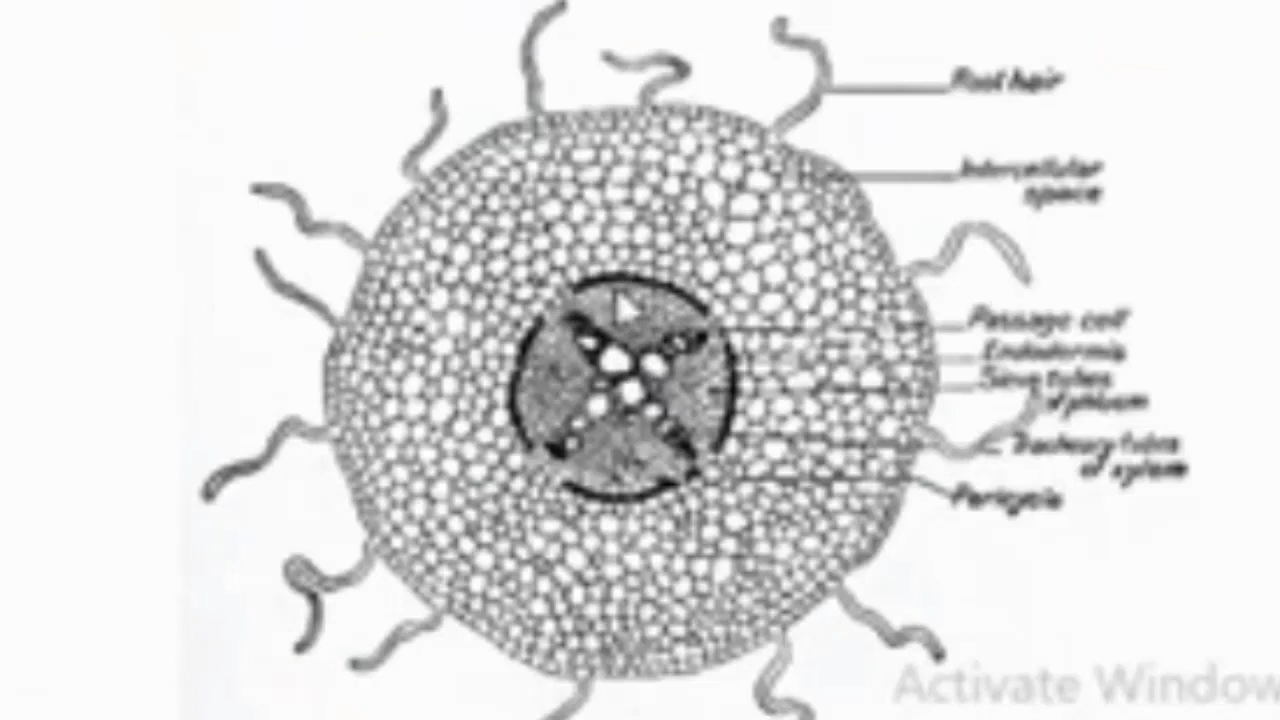 Root hair
Intercellular
space
Passage cell
Endodermis
Sieve tubes
of phloem
Tracheary tubes
of xylem
Pericycle
Activate Window